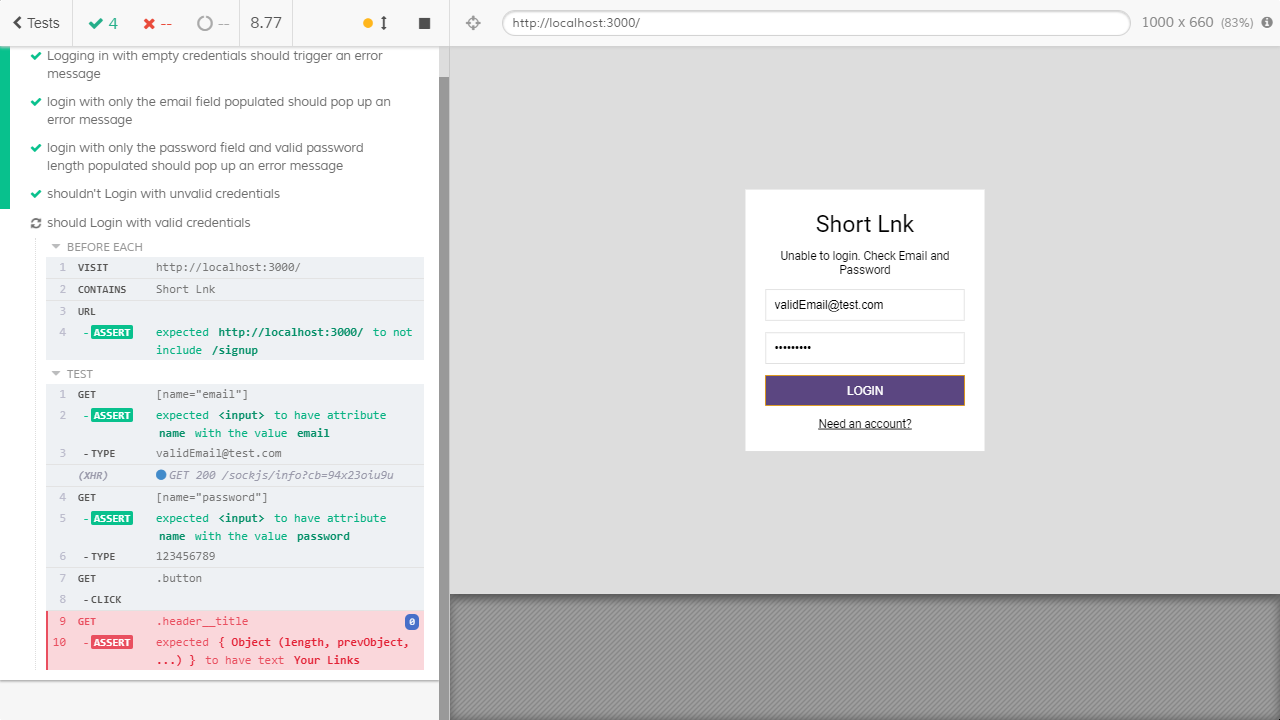 Tests 4 -- -- 8.77
http://localhost:3000/ 1000 x 660 (83%)
Logging in with empty credentials should trigger an error
message
login with only the email field populated should pop up an
error message
login with only the password field and valid password
length populated should pop up an error message
shouldn't Login with unvalid credentials
should Login with valid credentials
BEFORE EACH
1 VISIT http://localhost:3000/
2 CONTAINS Short Lnk
3 URL
4 - ASSERT expected http://localhost:3000/ to not
include /signup
TEST
1 GET [name="email"]
2 - ASSERT expected <input> to have attribute
name with the value email
3 - TYPE validEmail@test.com
(XHR) GET 200 /sockjs/info?cb=94x23oiu9u
4 GET [name="password"]
5 - ASSERT expected <input> to have attribute
name with the value password
6 - TYPE 123456789
7 GET .button
8 - CLICK
9 GET .header__title 0
10 - ASSERT expected { Object (length, prevObject,
...) } to have text Your Links
Short Lnk
Unable to login. Check Email and
Password
validEmail@test.com
•••••••••
LOGIN
Need an account?